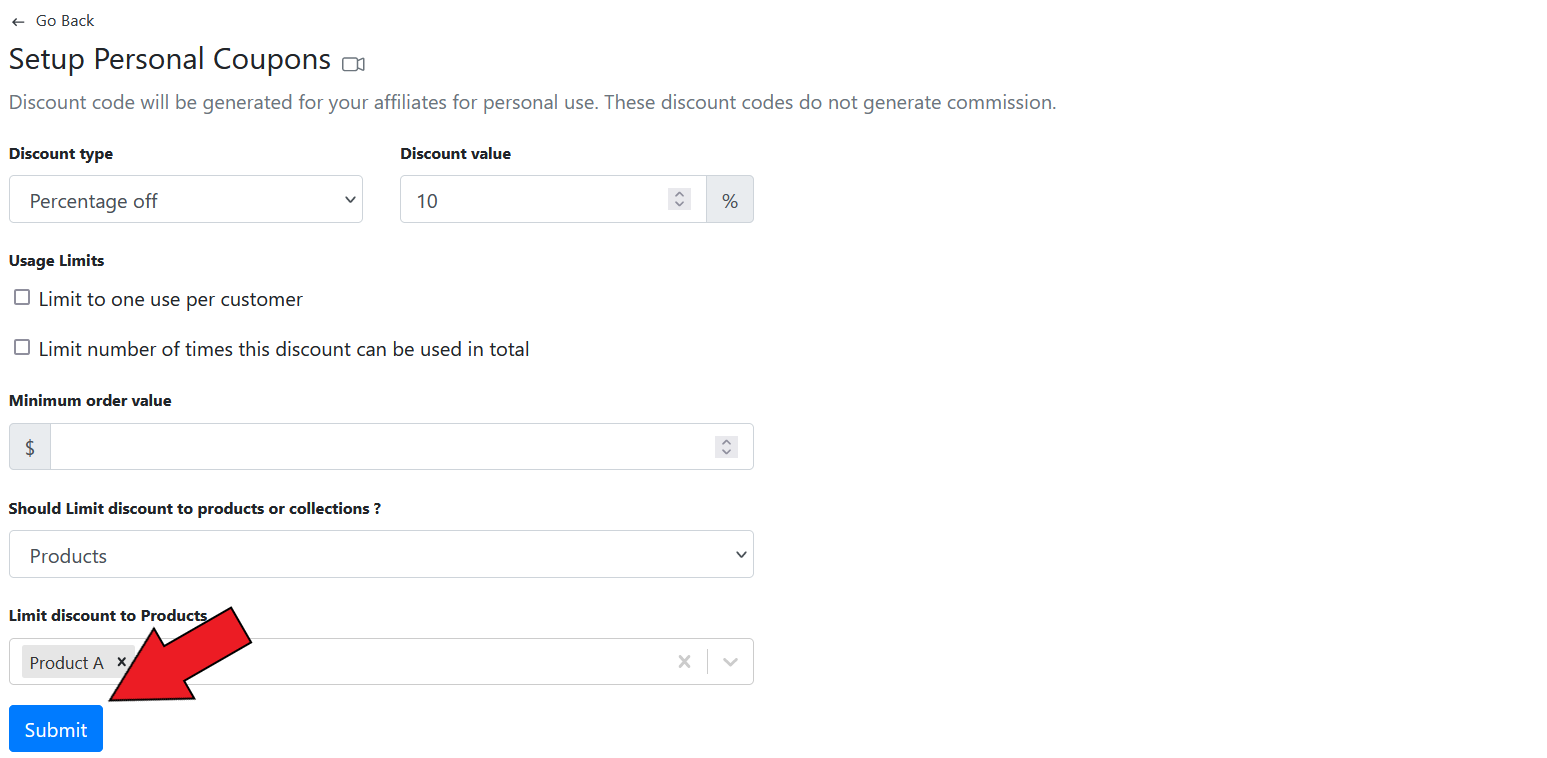 ← Go Back
Setup Personal Coupons
Discount code will be generated for your affiliates for personal use. These discount codes do not generate commission.
Discount type Discount value
Percentage off 10 %
Usage Limits
Limit to one use per customer
Limit number of times this discount can be used in total
Minimum order value
$
Should Limit discount to products or collections ?
Products
Limit discount to Products
Product A ×
Submit